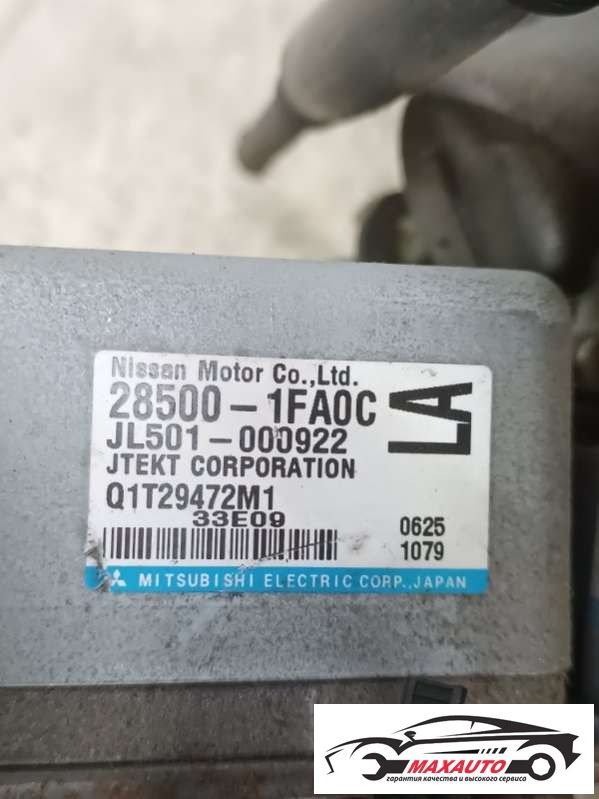 Nissan Motor Co.,Ltd.
28500-1FA0C
LA
JL501-000922
JTEKT CORPORATION
Q1T29472M1
33E09
0625
1079
MITSUBISHI ELECTRIC CORP., JAPAN
MAXAUTO
гарантия качества и высокого сервиса